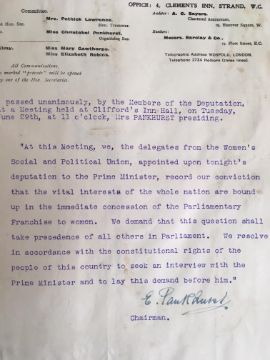 OFFICE: 4, CLEMENTS INN, STRAND, W.C.
Committee.
Mrs. Pethick Lawrence,
Hon. Treasurer.
Miss Christabel Pankhurst,
Organising Sec.
Miss Mary Gawthorpe.
Miss Elizabeth Robins.
Auditor: A. G. Sayers,
Chartered Accountant,
Hanover Square, W.
Bankers: Messrs. Barclay & Co.
Fleet Street, E.C.
Telegraphic Address WOSPOLU, LONDON.
Telephone 2724 Holborn
All Communications
marked "private" will be opened
by one of the Hon. Secretaries.
passed unanimously, by the Members of the Deputation,
at a Meeting held at Clifford's Inn Hall, on Tuesday,
June 29th, at 11 o'clock, Mrs PANKHURST presiding.
"At this Meeting, we, the delegates from the Women's
Social and Political Union, appointed upon tonight's
deputation to the Prime Minister, record our conviction
that the vital interests of the whole nation are bound
up in the immediate concession of the Parliamentary
Franchise to women. We demand that this question shall
take precedence of all others in Parliament. We resolve
in accordance with the constitutional rights of the
people of this country to seek an interview with the
Prime Minister and to lay this demand before him."
E. Pankhurst
Chairman.